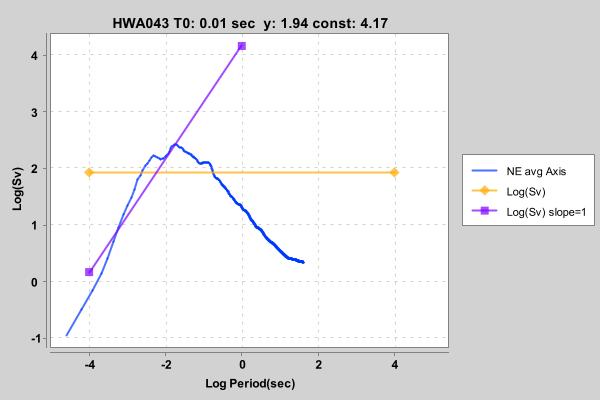 HWA043 T0: 0.01 sec y: 1.94 const: 4.17
4
3
2
1
0
-1
Log(Sv)
-4 -2 0 2 4
Log Period(sec)
NE avg Axis
Log(Sv)
Log(Sv) slope=1